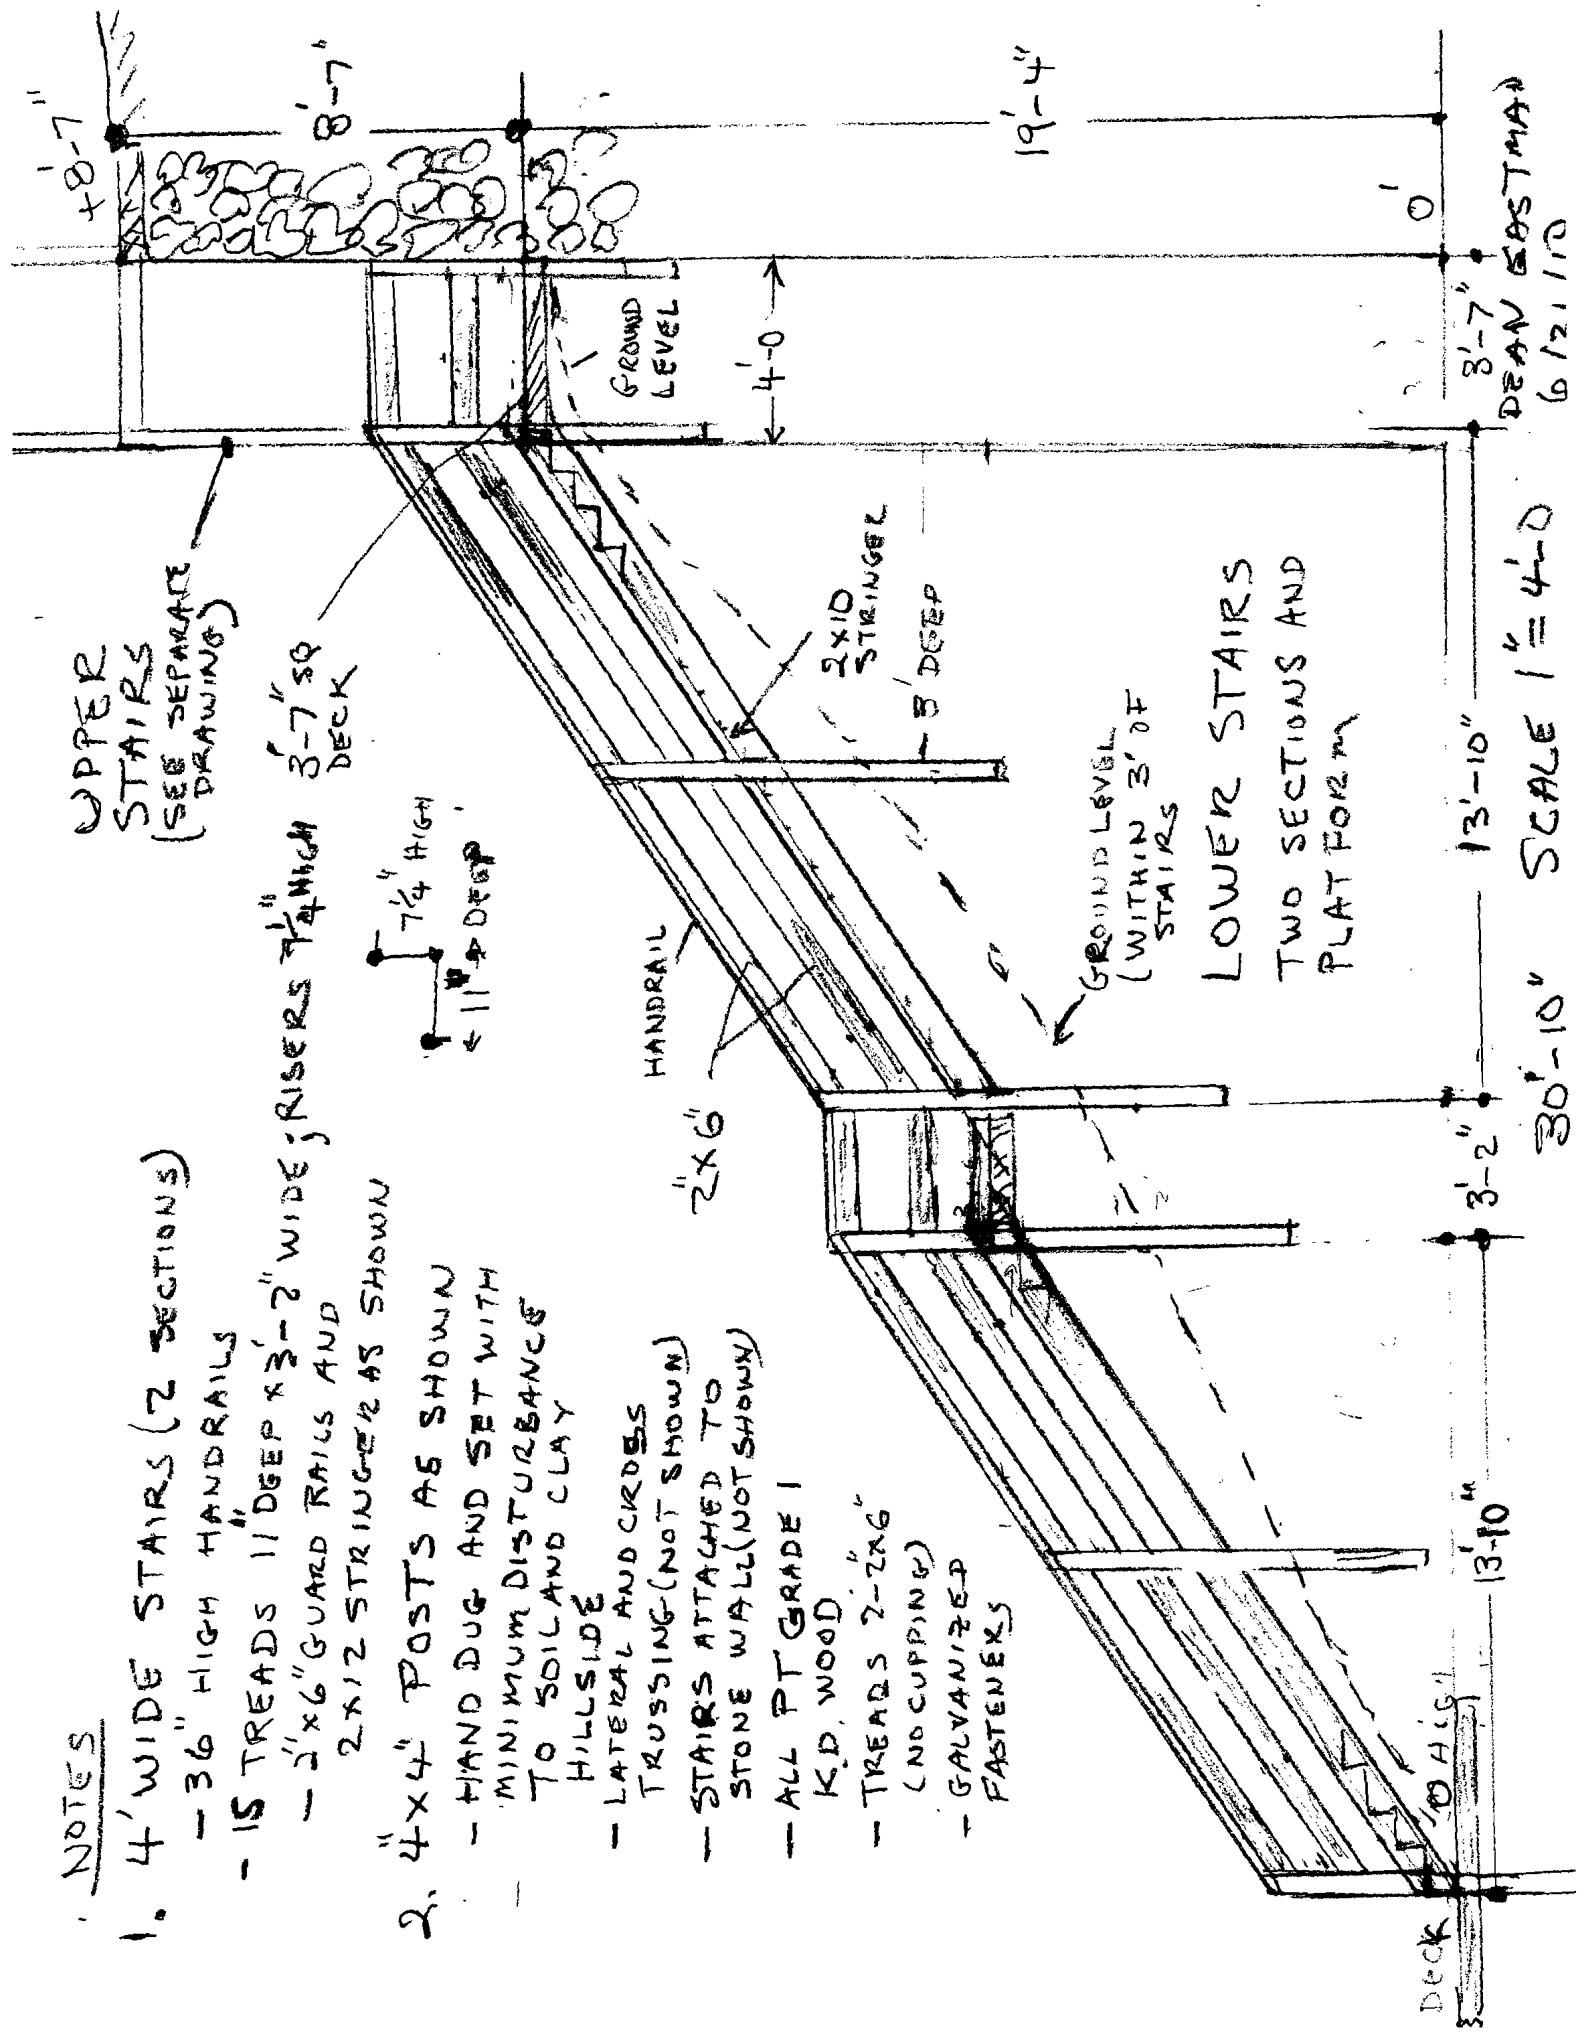 NOTES
1. 4' WIDE STAIRS (2 SECTIONS)
- 36" HIGH HANDRAILS
- 15 TREADS 11" DEEP X 3'-2" WIDE; RISERS 7 1/4" HIGH
- 2"X6" GUARD RAILS AND
2X12 STRINGER AS SHOWN
2. 4"X4" POSTS AS SHOWN
- HAND DUG AND SET WITH
MINIMUM DISTURBANCE
TO SOIL AND CLAY
HILLSIDE
- LATERAL AND CROSS
TRUSSING (NOT SHOWN)
- STAIRS ATTACHED TO
STONE WALL (NOT SHOWN)
- ALL PT GRADE 1
K.D. WOOD
- TREADS 2-2X6"
(NO CUPPING)
- GALVANIZED
FASTENERS
UPPER
STAIRS
(SEE SEPARATE
DRAWING)
3'-7" SQ
DECK
7 1/4" HIGH
11" DEEP
HANDRAIL
2"X6"
+8'-7"
8'-7"
19'-4"
0'
GROUND
LEVEL
4'-0
2X10
STRINGER
3' DEEP
GROUND LEVEL
(WITHIN 3' OF
STAIRS
LOWER STAIRS
TWO SECTIONS AND
PLATFORM
DECK
13'-10"
3'-2"
13'-10"
3'-7"
30'-10"
SCALE 1"=4'-0
DEAN EASTMAN
6/21/10